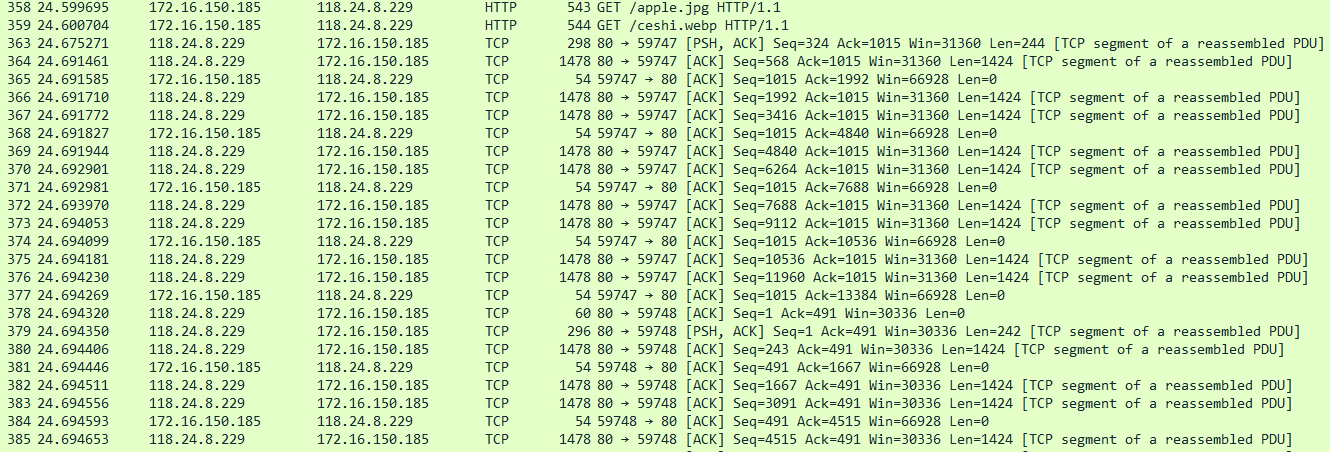 358 24.599695 172.16.150.185 118.24.8.229 HTTP 543 GET /apple.jpg HTTP/1.1
359 24.600704 172.16.150.185 118.24.8.229 HTTP 544 GET /ceshi.webp HTTP/1.1
363 24.675271 118.24.8.229 172.16.150.185 TCP 298 80 → 59747 [PSH, ACK] Seq=324 Ack=1015 Win=31360 Len=244 [TCP segment of a reassembled PDU]
364 24.691461 118.24.8.229 172.16.150.185 TCP 1478 80 → 59747 [ACK] Seq=568 Ack=1015 Win=31360 Len=1424 [TCP segment of a reassembled PDU]
365 24.691585 172.16.150.185 118.24.8.229 TCP 54 59747 → 80 [ACK] Seq=1015 Ack=1992 Win=66928 Len=0
366 24.691710 118.24.8.229 172.16.150.185 TCP 1478 80 → 59747 [ACK] Seq=1992 Ack=1015 Win=31360 Len=1424 [TCP segment of a reassembled PDU]
367 24.691772 118.24.8.229 172.16.150.185 TCP 1478 80 → 59747 [ACK] Seq=3416 Ack=1015 Win=31360 Len=1424 [TCP segment of a reassembled PDU]
368 24.691827 172.16.150.185 118.24.8.229 TCP 54 59747 → 80 [ACK] Seq=1015 Ack=4840 Win=66928 Len=0
369 24.691944 118.24.8.229 172.16.150.185 TCP 1478 80 → 59747 [ACK] Seq=4840 Ack=1015 Win=31360 Len=1424 [TCP segment of a reassembled PDU]
370 24.692901 118.24.8.229 172.16.150.185 TCP 1478 80 → 59747 [ACK] Seq=6264 Ack=1015 Win=31360 Len=1424 [TCP segment of a reassembled PDU]
371 24.692981 172.16.150.185 118.24.8.229 TCP 54 59747 → 80 [ACK] Seq=1015 Ack=7688 Win=66928 Len=0
372 24.693970 118.24.8.229 172.16.150.185 TCP 1478 80 → 59747 [ACK] Seq=7688 Ack=1015 Win=31360 Len=1424 [TCP segment of a reassembled PDU]
373 24.694053 118.24.8.229 172.16.150.185 TCP 1478 80 → 59747 [ACK] Seq=9112 Ack=1015 Win=31360 Len=1424 [TCP segment of a reassembled PDU]
374 24.694099 172.16.150.185 118.24.8.229 TCP 54 59747 → 80 [ACK] Seq=1015 Ack=10536 Win=66928 Len=0
375 24.694181 118.24.8.229 172.16.150.185 TCP 1478 80 → 59747 [ACK] Seq=10536 Ack=1015 Win=31360 Len=1424 [TCP segment of a reassembled PDU]
376 24.694230 118.24.8.229 172.16.150.185 TCP 1478 80 → 59747 [ACK] Seq=11960 Ack=1015 Win=31360 Len=1424 [TCP segment of a reassembled PDU]
377 24.694269 172.16.150.185 118.24.8.229 TCP 54 59747 → 80 [ACK] Seq=1015 Ack=13384 Win=66928 Len=0
378 24.694320 118.24.8.229 172.16.150.185 TCP 60 80 → 59748 [ACK] Seq=1 Ack=491 Win=30336 Len=0
379 24.694350 118.24.8.229 172.16.150.185 TCP 296 80 → 59748 [PSH, ACK] Seq=1 Ack=491 Win=30336 Len=242 [TCP segment of a reassembled PDU]
380 24.694406 118.24.8.229 172.16.150.185 TCP 1478 80 → 59748 [ACK] Seq=243 Ack=491 Win=30336 Len=1424 [TCP segment of a reassembled PDU]
381 24.694446 172.16.150.185 118.24.8.229 TCP 54 59748 → 80 [ACK] Seq=491 Ack=1667 Win=66928 Len=0
382 24.694511 118.24.8.229 172.16.150.185 TCP 1478 80 → 59748 [ACK] Seq=1667 Ack=491 Win=30336 Len=1424 [TCP segment of a reassembled PDU]
383 24.694556 118.24.8.229 172.16.150.185 TCP 1478 80 → 59748 [ACK] Seq=3091 Ack=491 Win=30336 Len=1424 [TCP segment of a reassembled PDU]
384 24.694593 172.16.150.185 118.24.8.229 TCP 54 59748 → 80 [ACK] Seq=491 Ack=4515 Win=66928 Len=0
385 24.694653 118.24.8.229 172.16.150.185 TCP 1478 80 → 59748 [ACK] Seq=4515 Ack=491 Win=30336 Len=1424 [TCP segment of a reassembled PDU]